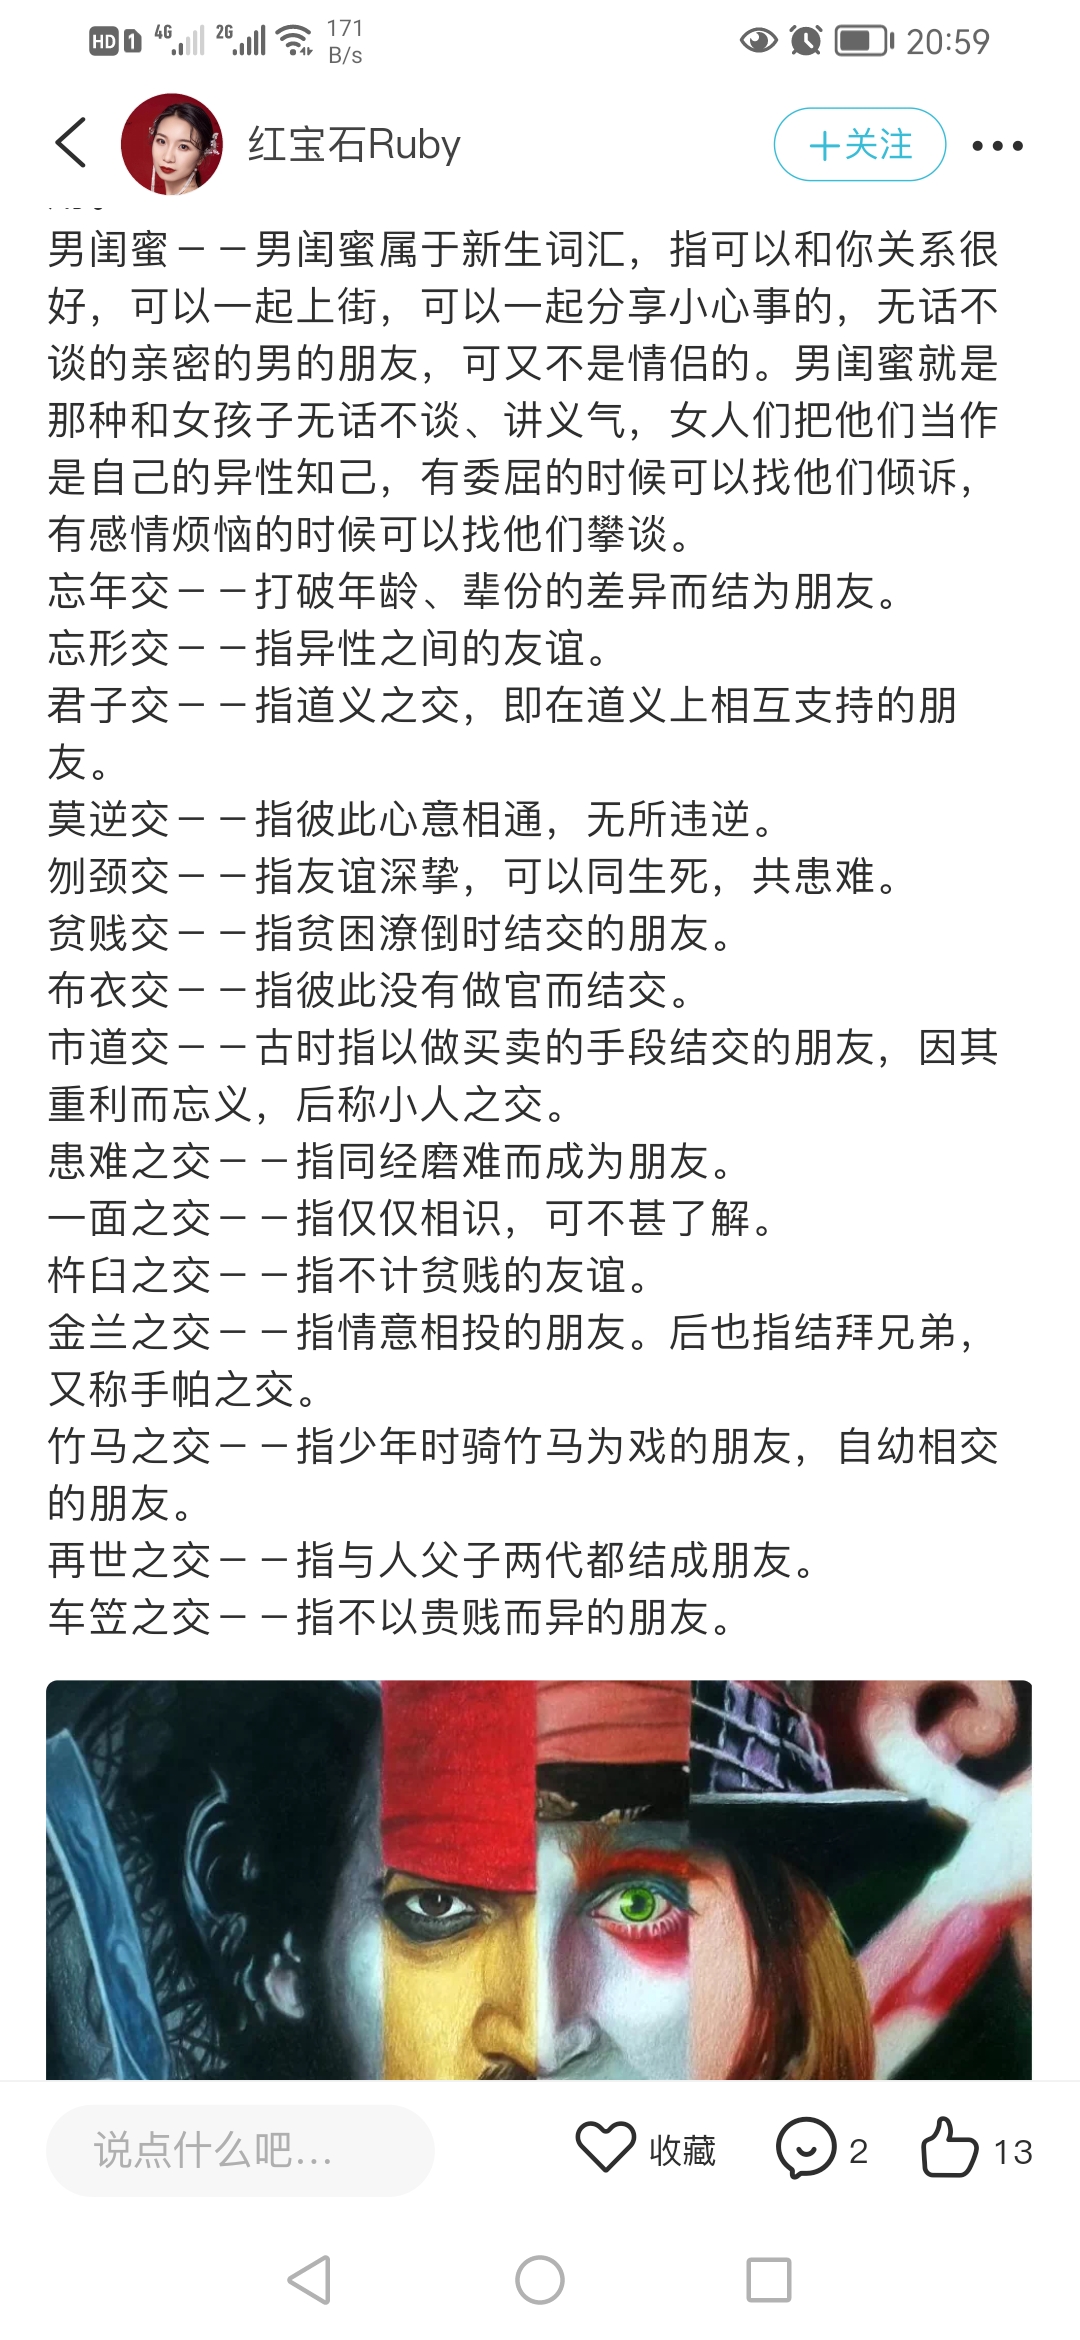 HD 1 4G 2G 171 B/s 20:59
红宝石Ruby
＋关注
男闺蜜－－男闺蜜属于新生词汇，指可以和你关系很
好，可以一起上街，可以一起分享小心事的，无话不
谈的亲密的男的朋友，可又不是情侣的。男闺蜜就是
那种和女孩子无话不谈、讲义气，女人们把他们当作
是自己的异性知己，有委屈的时候可以找他们倾诉，
有感情烦恼的时候可以找他们攀谈。
忘年交－－打破年龄、辈份的差异而结为朋友。
忘形交－－指异性之间的友谊。
君子交－－指道义之交，即在道义上相互支持的朋
友。
莫逆交－－指彼此心意相通，无所违逆。
刎颈交－－指友谊深挚，可以同生死，共患难。
贫贱交－－指贫困潦倒时结交的朋友。
布衣交－－指彼此没有做官而结交。
市道交－－古时指以做买卖的手段结交的朋友，因其
重利而忘义，后称小人之交。
患难之交－－指同经磨难而成为朋友。
一面之交－－指仅仅相识，可不甚了解。
杵臼之交－－指不计贫贱的友谊。
金兰之交－－指情意相投的朋友。后也指结拜兄弟，
又称手帕之交。
竹马之交－－指少年时骑竹马为戏的朋友，自幼相交
的朋友。
再世之交－－指与人父子两代都结成朋友。
车笠之交－－指不以贵贱而异的朋友。
说点什么吧...
收藏
2
13